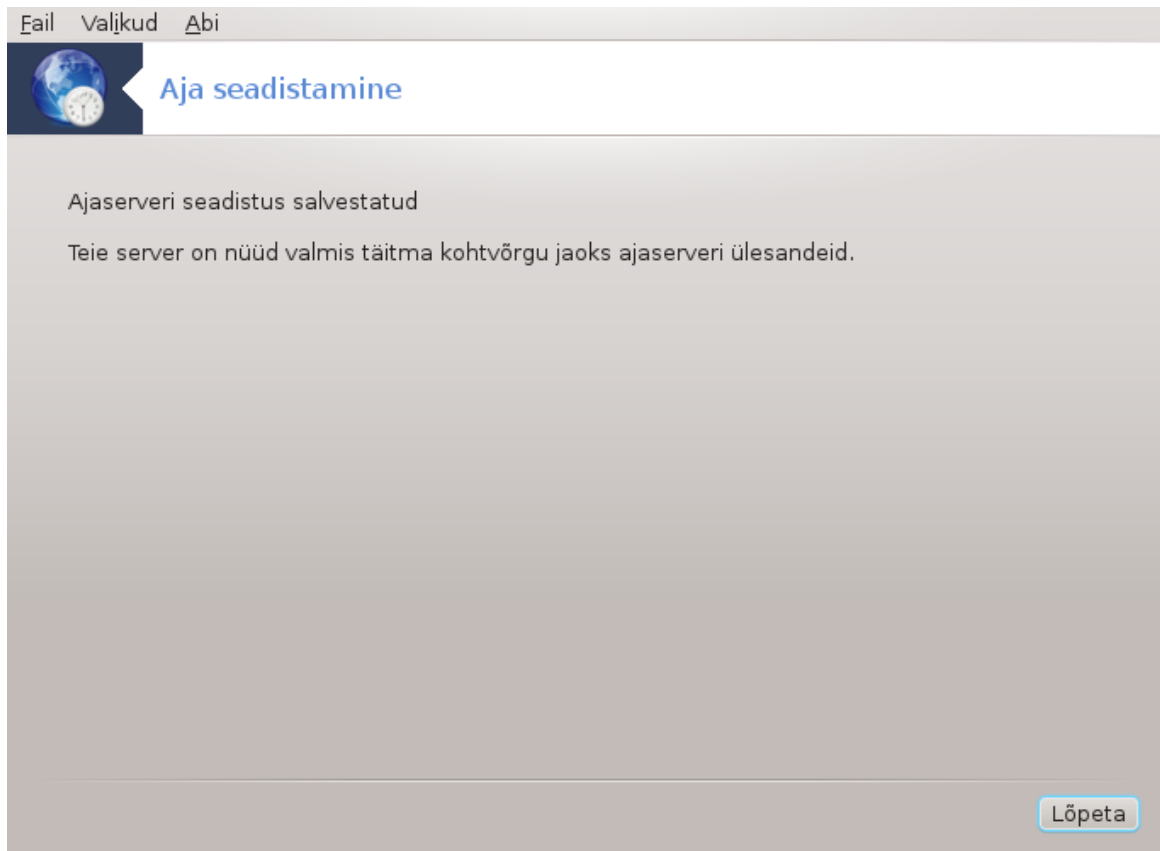 Fail Valikud Abi
Aja seadistamine
Ajaserveri seadistus salvestatud
Teie server on nüüd valmis täitma kohtvõrgu jaoks ajaserveri ülesandeid.
Lõpeta